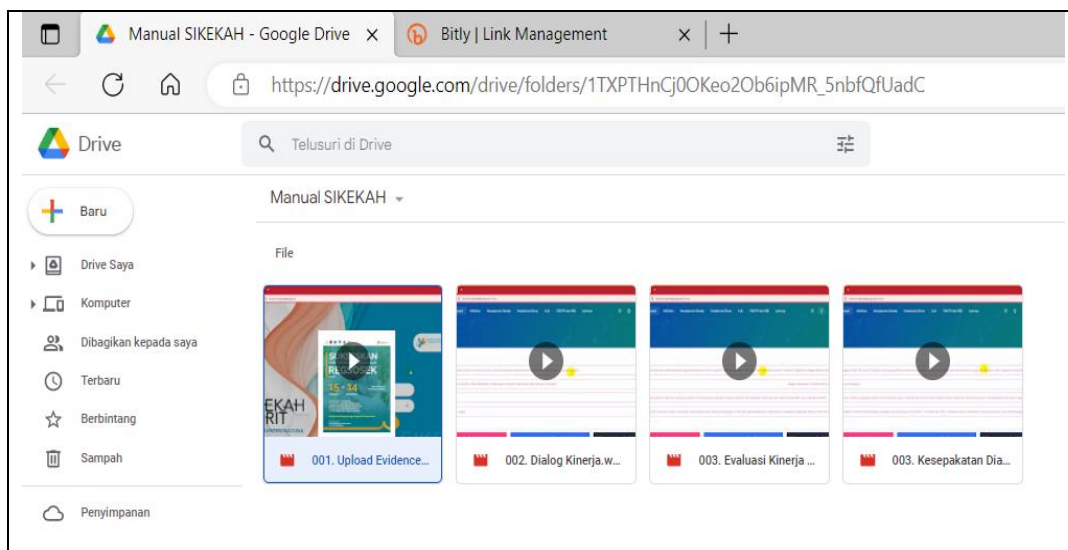 Manual SIKEKAH - Google Drive
Bitly | Link Management
https://drive.google.com/drive/folders/1TXPTHnCj0OKeo2Ob6ipMR_5nbfQfUadC
Drive
Telusuri di Drive
Baru
Manual SIKEKAH
Drive Saya
File
Komputer
Dibagikan kepada saya
Terbaru
Berbintang
Sampah
Penyimpanan
SUKSESKAN
REGSOSEK
15 - 14
EKAH
RIT
001. Upload Evidence...
002. Dialog Kinerja.w...
003. Evaluasi Kinerja ...
003. Kesepakatan Dia...